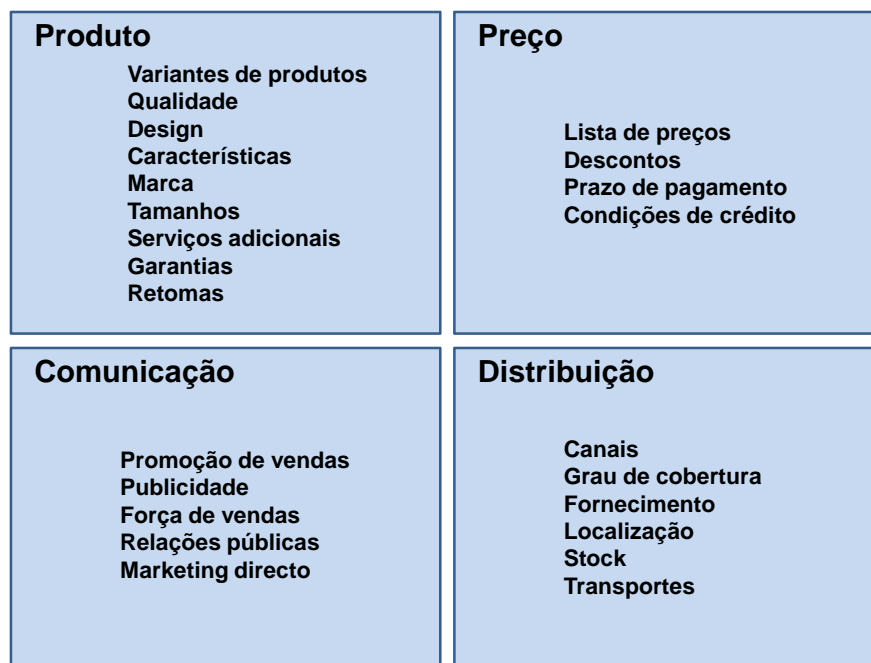 Produto
Variantes de produtos
Qualidade
Design
Características
Marca
Tamanhos
Serviços adicionais
Garantias
Retomas
Preço
Lista de preços
Descontos
Prazo de pagamento
Condições de crédito
Comunicação
Promoção de vendas
Publicidade
Força de vendas
Relações públicas
Marketing directo
Distribuição
Canais
Grau de cobertura
Fornecimento
Localização
Stock
Transportes